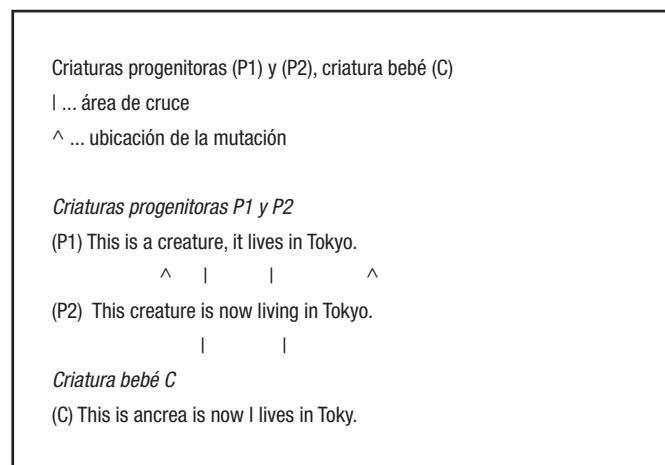 Criaturas progenitoras (P1) y (P2), criatura bebé (C)
| ... área de cruce
^ ... ubicación de la mutación
Criaturas progenitoras P1 y P2
(P1) This is a creature, it lives in Tokyo.
^ | | ^
(P2) This creature is now living in Tokyo.
| |
Criatura bebé C
(C) This is ancrea is now l lives in Toky.